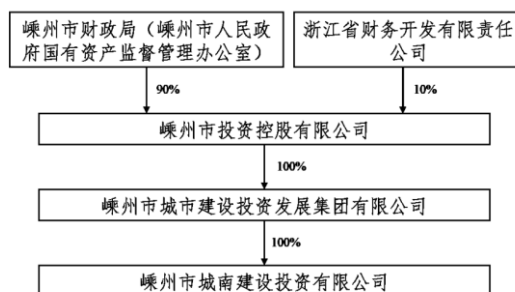 嵊州市财政局（嵊州市人民政
府国有资产监督管理办公室）
浙江省财务开发有限责任
公司
90%
10%
嵊州市投资控股有限公司
100%
嵊州市城市建设投资发展集团有限公司
100%
嵊州市城南建设投资有限公司